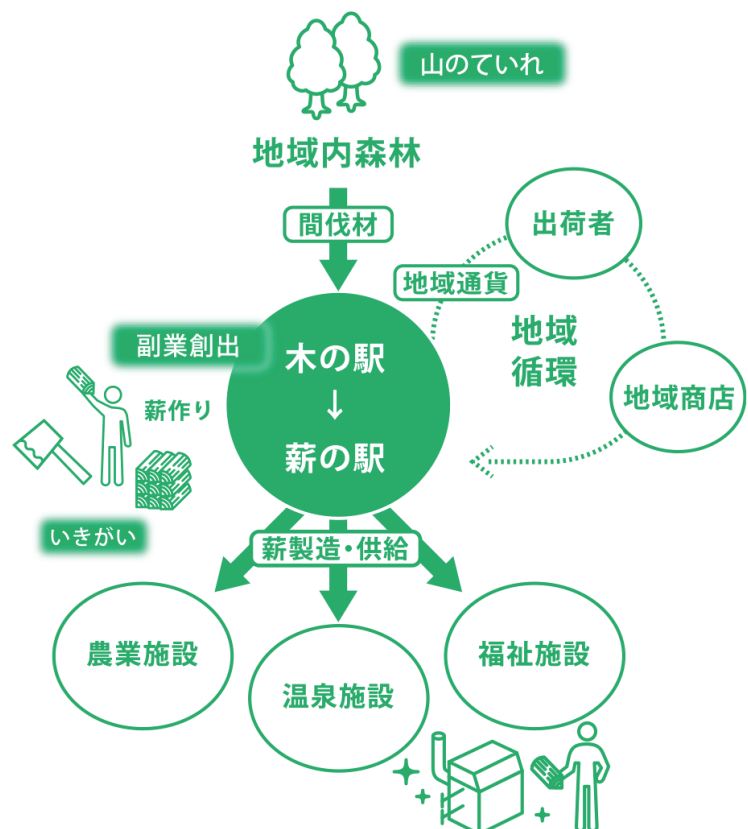 山のていれ
地域内森林
間伐材
出荷者
地域通貨
地域
循環
副業創出
木の駅
↓
薪の駅
地域商店
薪作り
いきがい
薪製造・供給
農業施設
温泉施設
福祉施設